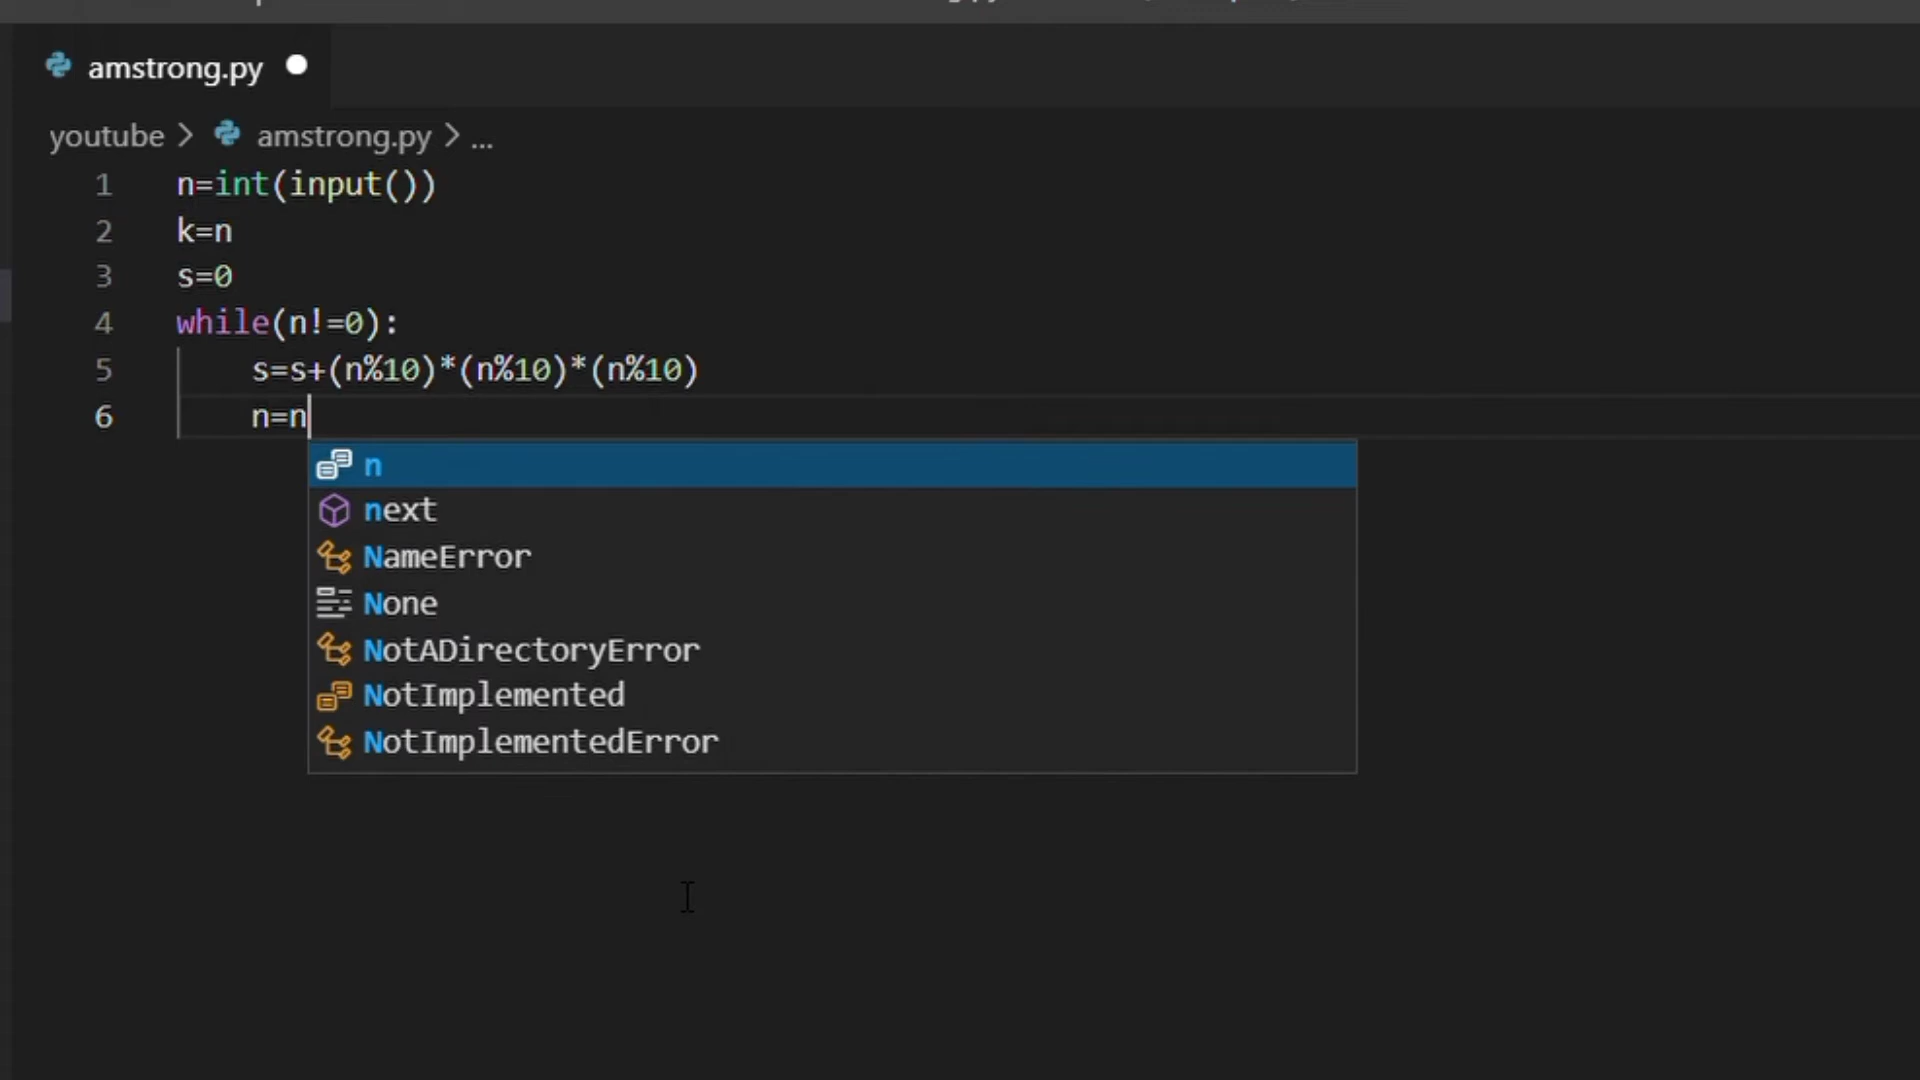 amstrong.py
youtube > amstrong.py > ...
1 n=int(input())
2 k=n
3 s=0
4 while(n!=0):
5 s=s+(n%10)*(n%10)*(n%10)
6 n=n
n
next
NameError
None
NotADirectoryError
NotImplemented
NotImplementedError